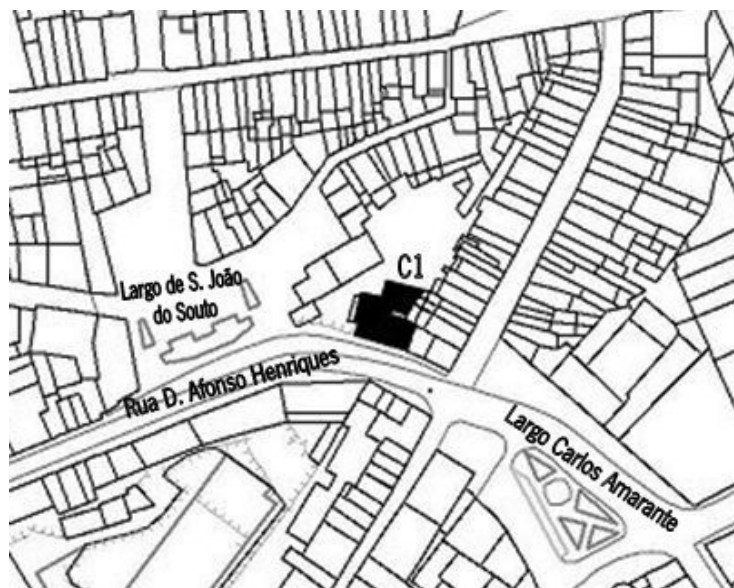 C1
Largo de S. João
do Souto
Rua D. Afonso Henriques
Largo Carlos Amarante